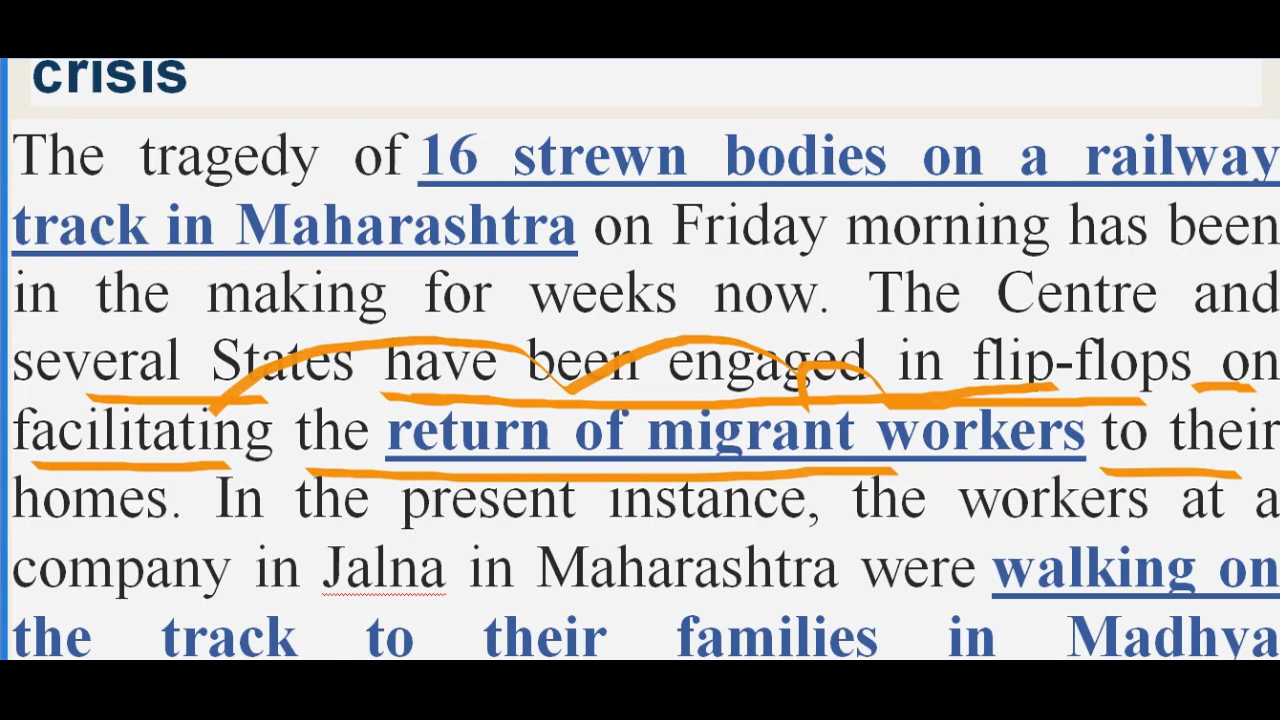 crisis
The tragedy of 16 strewn bodies on a railway
track in Maharashtra on Friday morning has been
in the making for weeks now. The Centre and
several States have been engaged in flip-flops on
facilitating the return of migrant workers to their
homes. In the present instance, the workers at a
company in Jalna in Maharashtra were walking on
the track to their families in Madhya